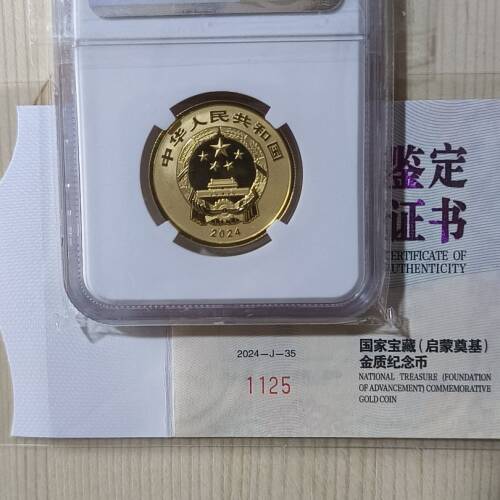 中华人民共和国
2024
鉴定
证书
CERTIFICATE OF
AUTHENTICITY
2024-J-35
1125
国家宝藏(启蒙奠基)
金质纪念币
NATIONAL TREASURE (FOUNDATION
OF ADVANCEMENT) COMMEMORATIVE
GOLD COIN